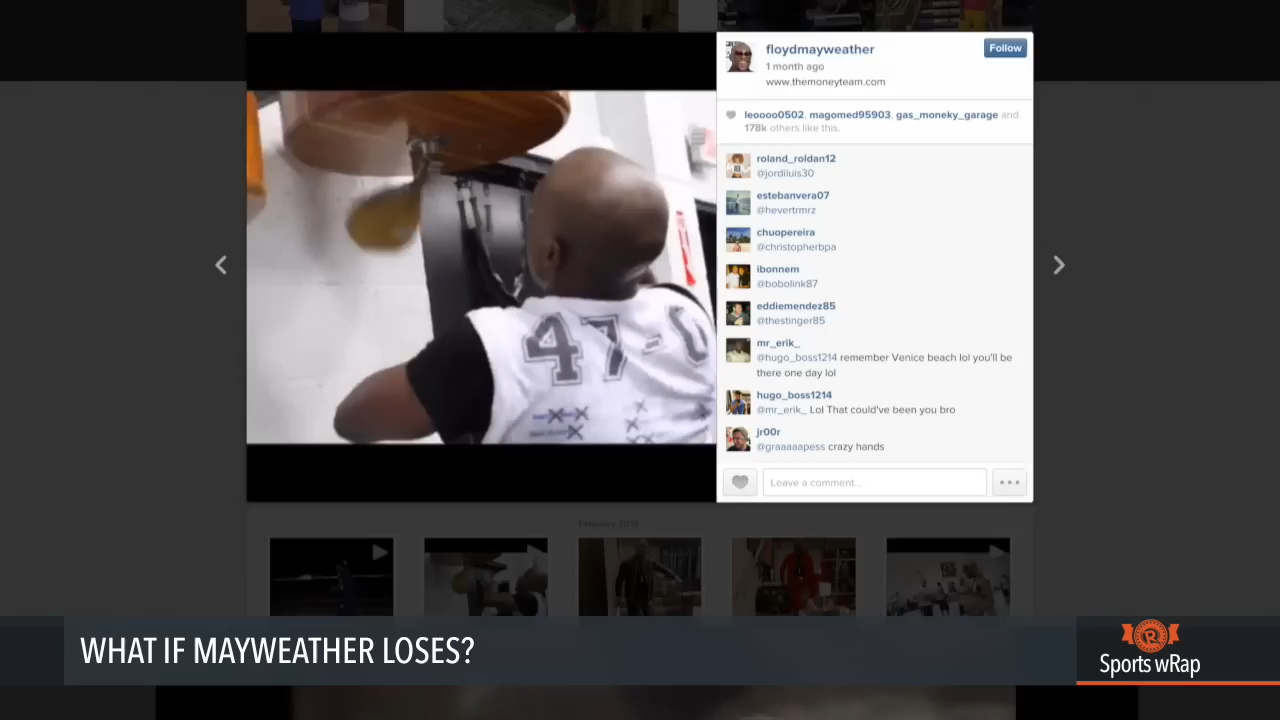 floydmayweather
Follow
1 month ago
www.themoneyteam.com
leoooo0502, magomed95903, gas_moneky_garage and
178k others like this.
roland_roldan12
@jordiluis30
estebanvera07
@hevertrmrz
chuopereira
@christopherbpa
ibonnem
@bobolink87
eddiemendez85
@thestinger85
mr_erik_
@hugo_boss1214 remember Venice beach lol you'll be
there one day lol
hugo_boss1214
@mr_erik_ Lol That could've been you bro
jr00r
@graaaaapess crazy hands
Leave a comment...
47-0
February 2015
WHAT IF MAYWEATHER LOSES?
R
Sports wRap